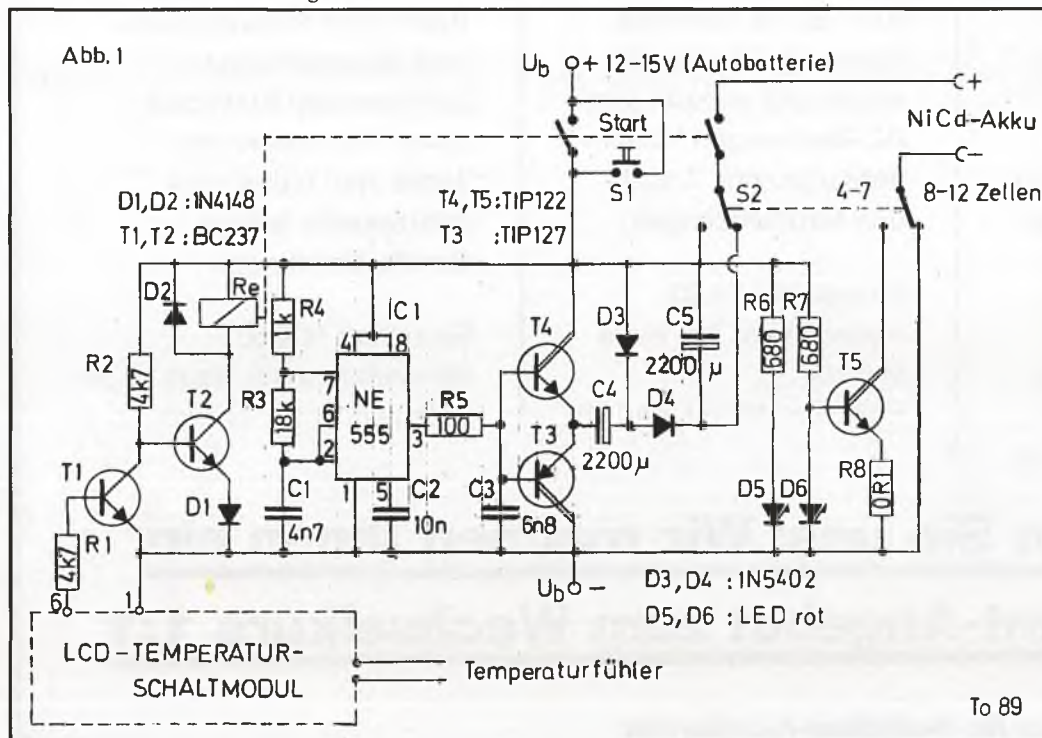 Abb.1
Ub + 12-15V (Autobatterie)
C+
NiCd-Akku
C-
8-12 Zellen
Start
S1
S2
4-7
D1,D2 : 1N4148
T1,T2 : BC237
T4,T5 : TIP122
T3 : TIP127
D2
Re
R4
1k
IC1
4
8
7
6
2
3
1
5
NE
555
R2
4k7
T2
R3
18k
R5
100
T4
T3
D3
C4
2200µ
D4
C5
2200µ
R6
680
R7
680
T5
R8
0R1
T1
D1
C1
4n7
C2
10n
C3
6n8
D5
D6
R1
4k7
6
1
Ub -
D3,D4 : 1N5402
D5,D6 : LED rot
LCD-TEMPERATUR-
SCHALTMODUL
Temperaturfühler
To 89